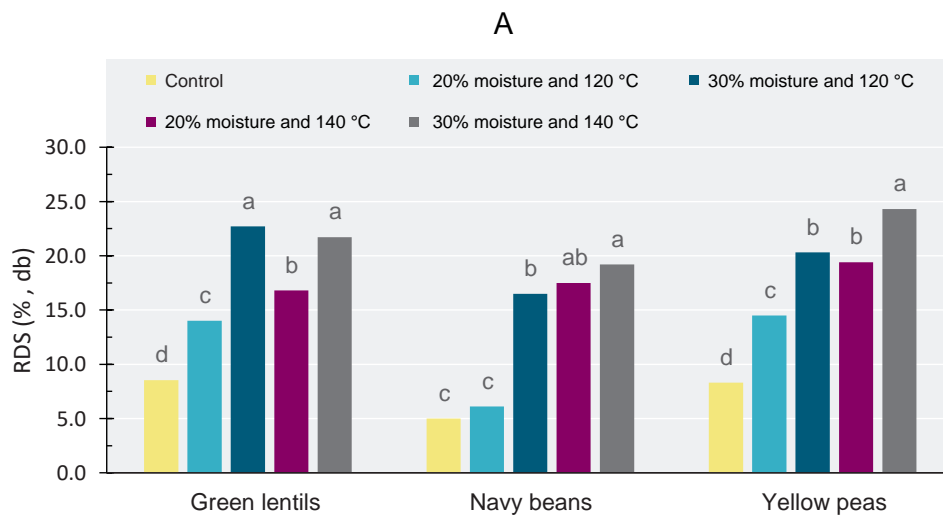 A
Control
20% moisture and 120 °C
30% moisture and 120 °C
20% moisture and 140 °C
30% moisture and 140 °C
RDS (% , db)
30.0
25.0
20.0
15.0
10.0
5.0
0.0
d
c
a
b
a
c
c
b
ab
a
d
c
b
b
a
Green lentils
Navy beans
Yellow peas